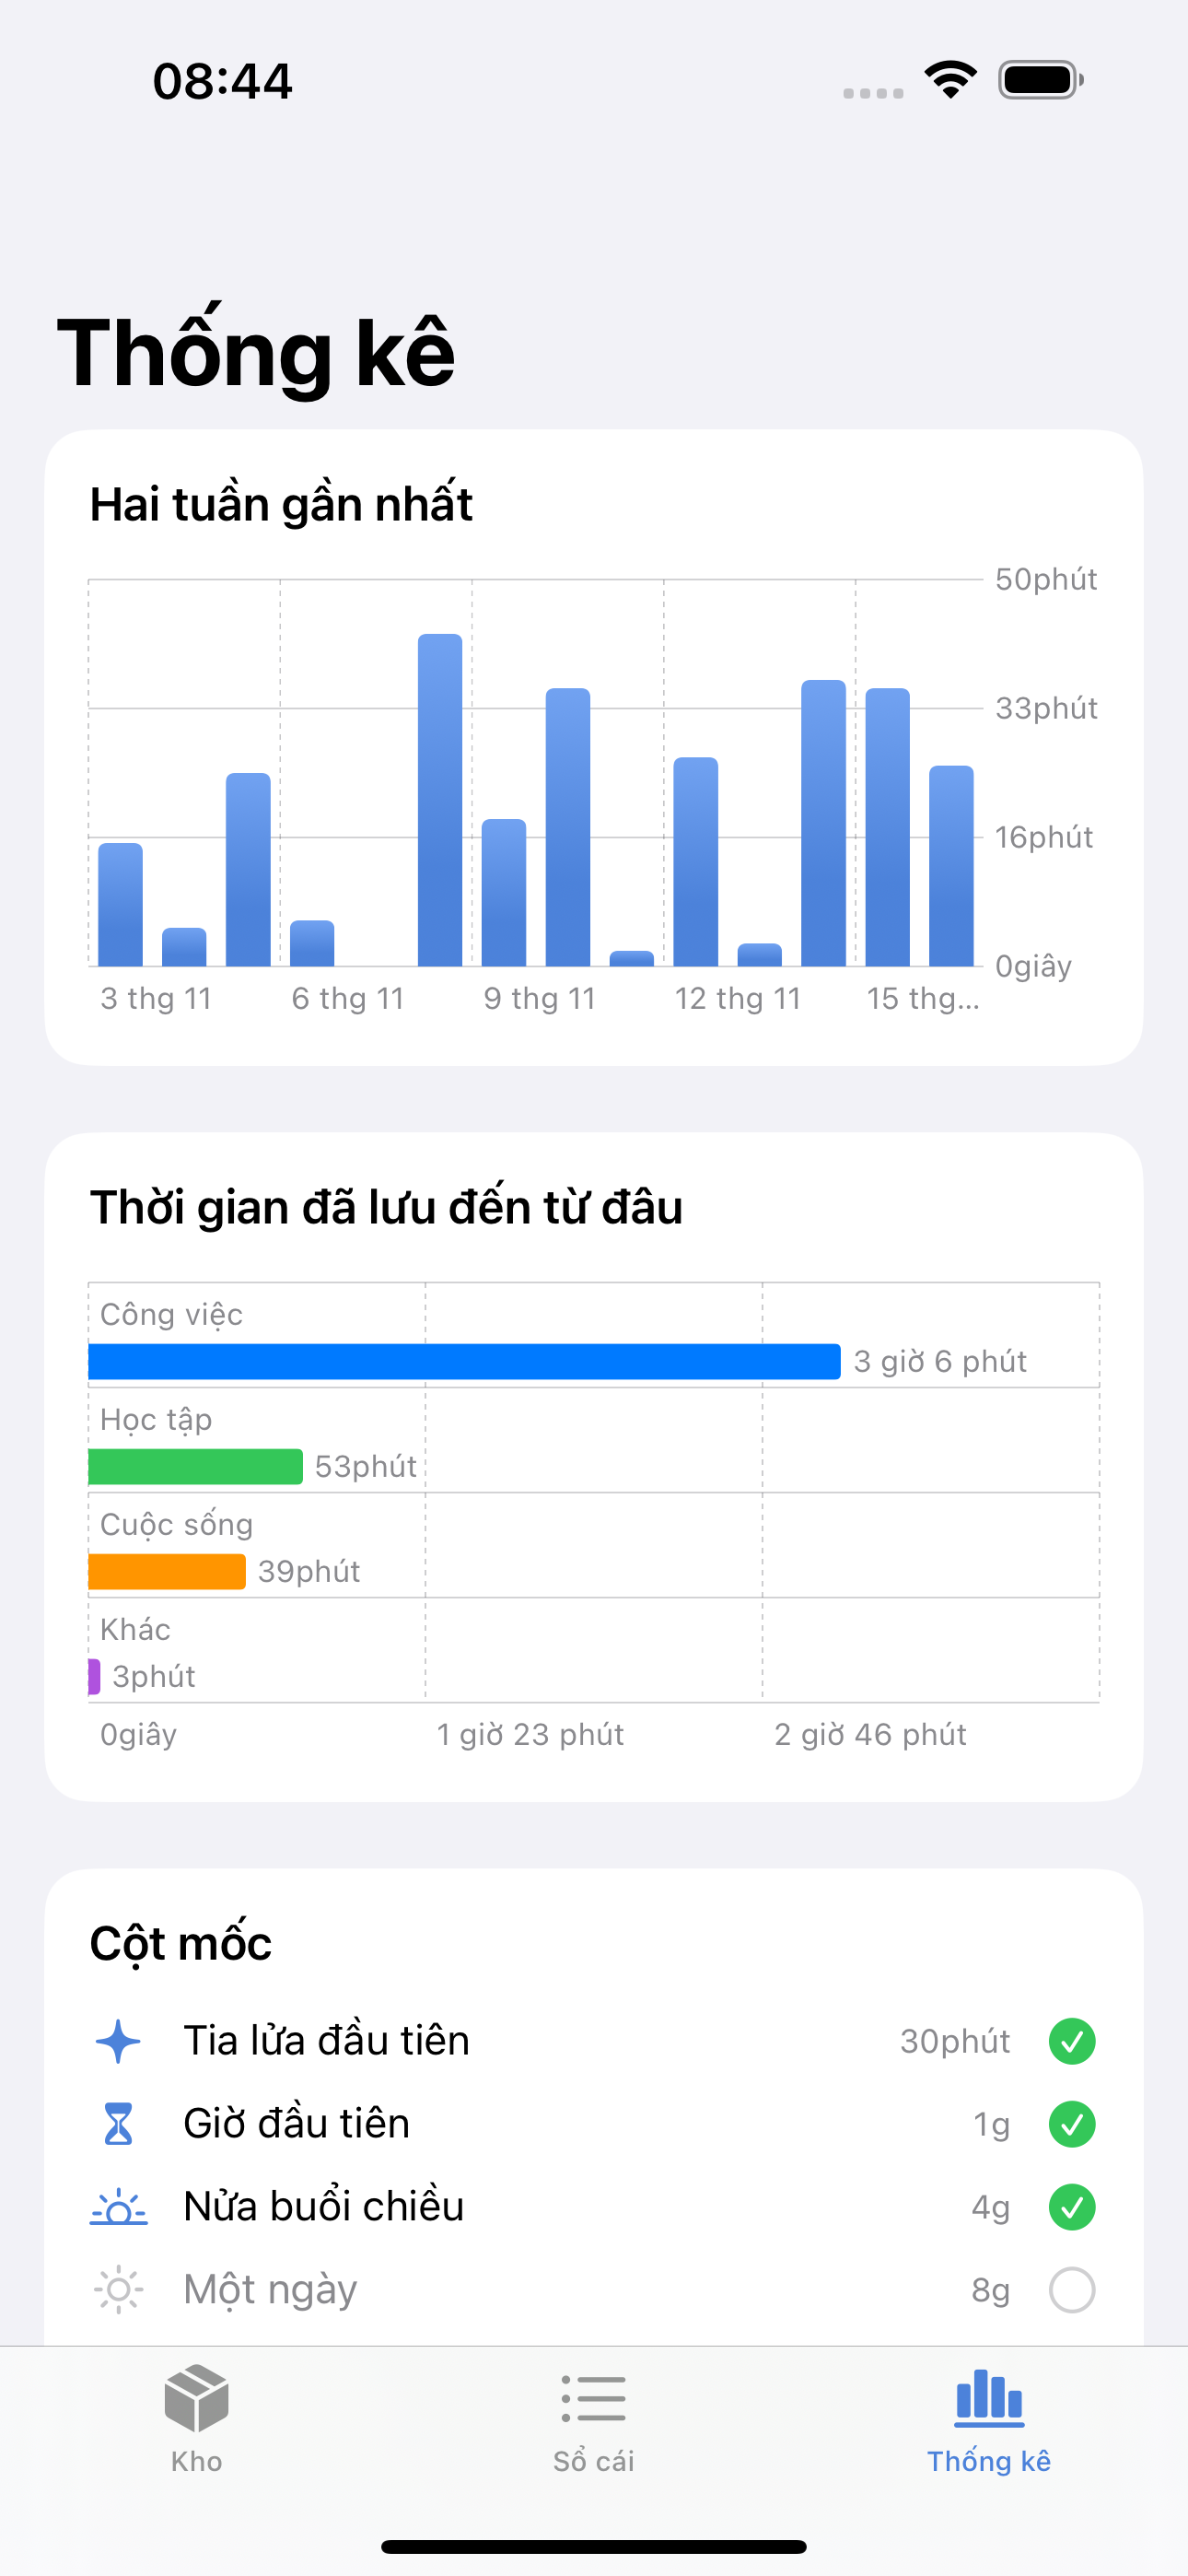 08:44
Thống kê
Hai tuần gần nhất
50phút
33phút
16phút
0giây
3 thg 11 6 thg 11 9 thg 11 12 thg 11 15 thg...
Thời gian đã lưu đến từ đâu
Công việc
3 giờ 6 phút
Học tập
53phút
Cuộc sống
39phút
Khác
3phút
0giây 1 giờ 23 phút 2 giờ 46 phút
Cột mốc
Tia lửa đầu tiên 30phút
Giờ đầu tiên 1g
Nửa buổi chiều 4g
Một ngày 8g
Kho Sổ cái Thống kê